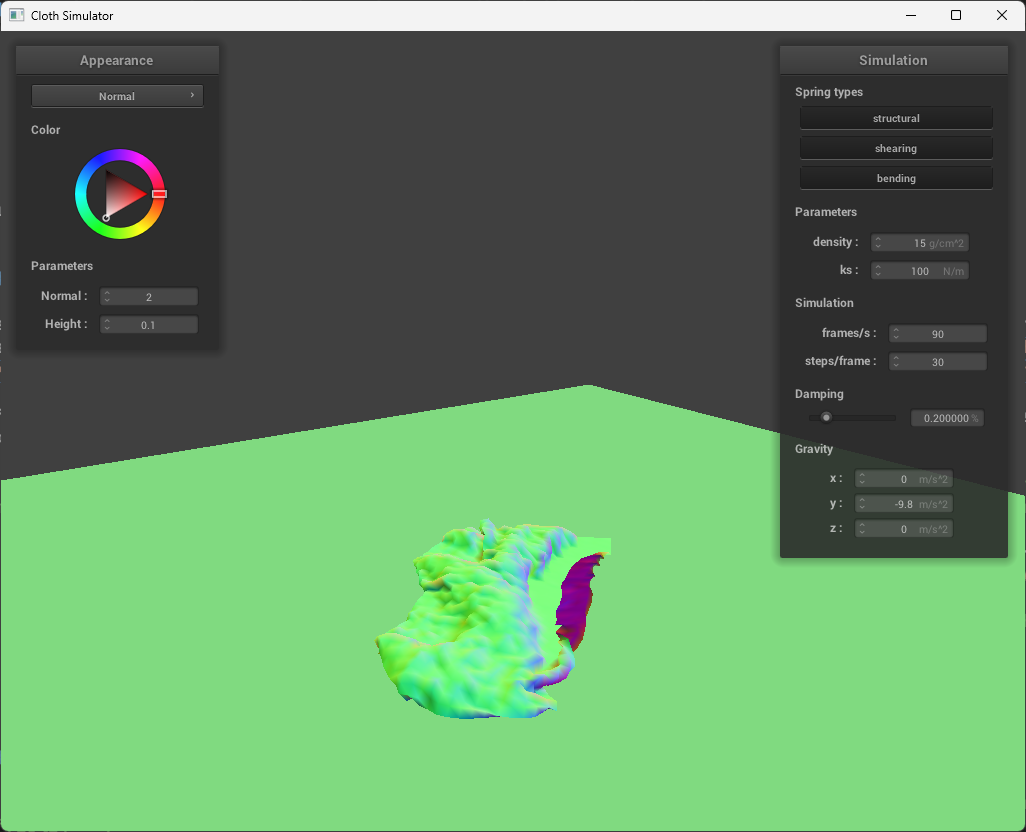 Cloth Simulator
Appearance
Normal
Color
Parameters
Normal : 2
Height : 0.1
Simulation
Spring types
structural
shearing
bending
Parameters
density : 15 g/cm^2
ks : 100 N/m
Simulation
frames/s : 90
steps/frame : 30
Damping
0.200000 %
Gravity
x : 0 m/s^2
y : -9.8 m/s^2
z : 0 m/s^2